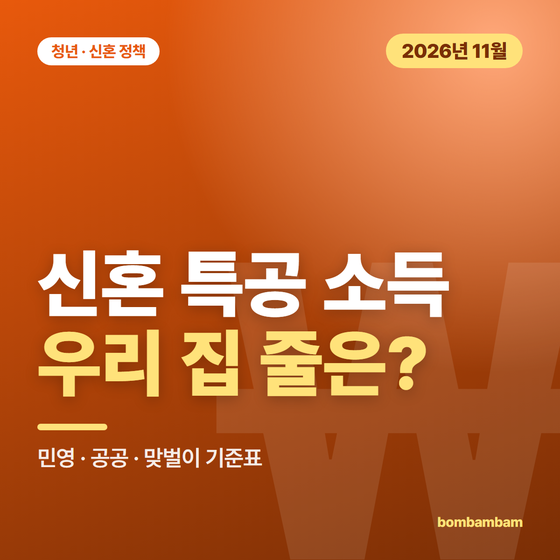 청년 · 신혼 정책
2026년 11월
신혼 특공 소득
우리 집 줄은?
민영 · 공공 · 맞벌이 기준표
bombambam